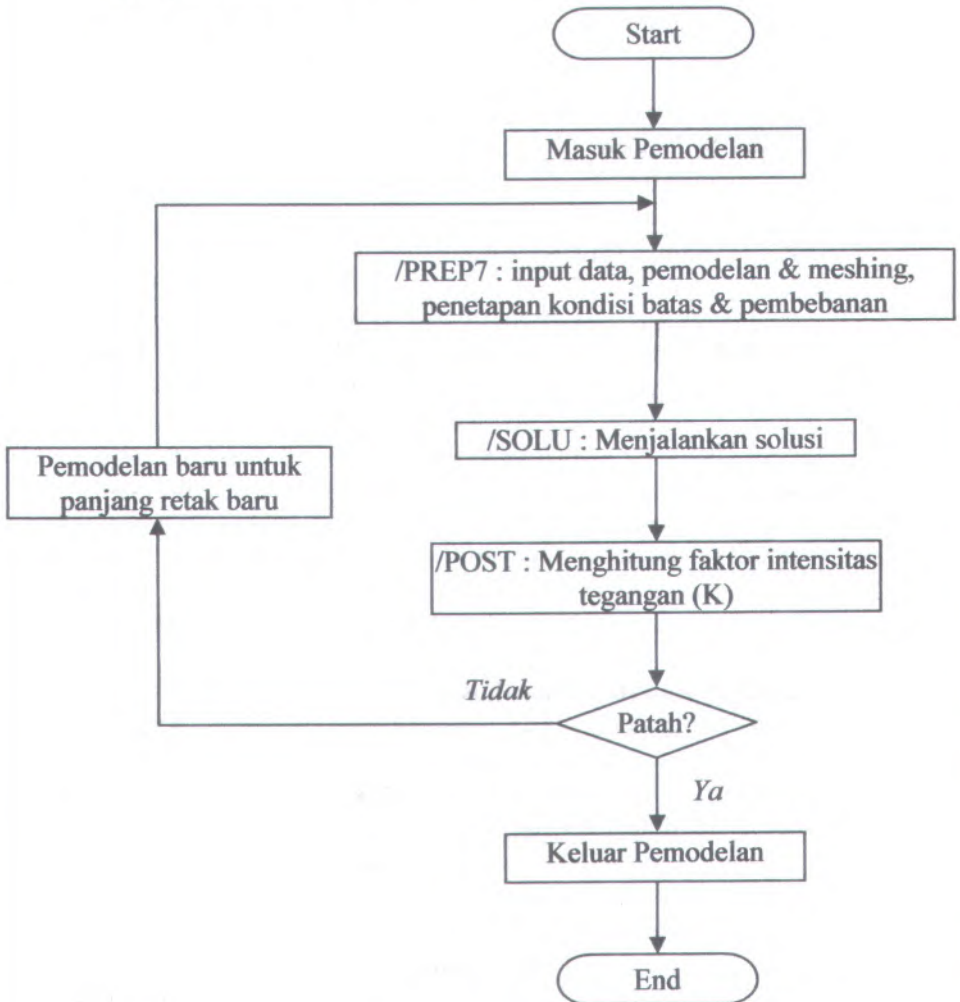 Start
Masuk Pemodelan
/PREP7 : input data, pemodelan & meshing,
penetapan kondisi batas & pembebanan
/SOLU : Menjalankan solusi
Pemodelan baru untuk
panjang retak baru
/POST : Menghitung faktor intensitas
tegangan (K)
Tidak
Patah?
Ya
Keluar Pemodelan
End